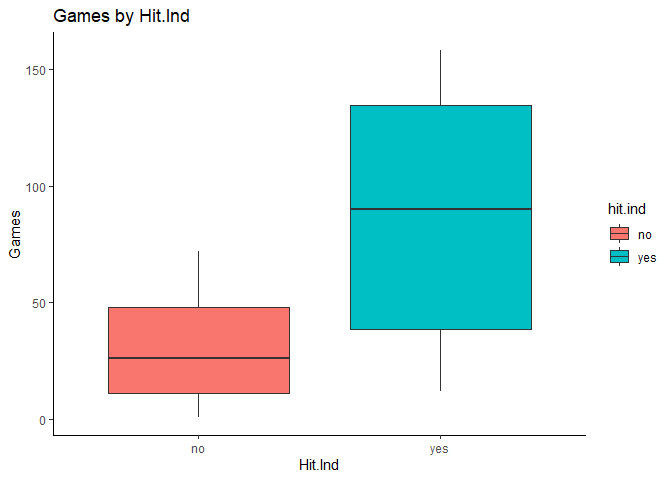 Games by Hit.Ind
150
100
50
0
Games
no
yes
Hit.Ind
hit.ind
no
yes